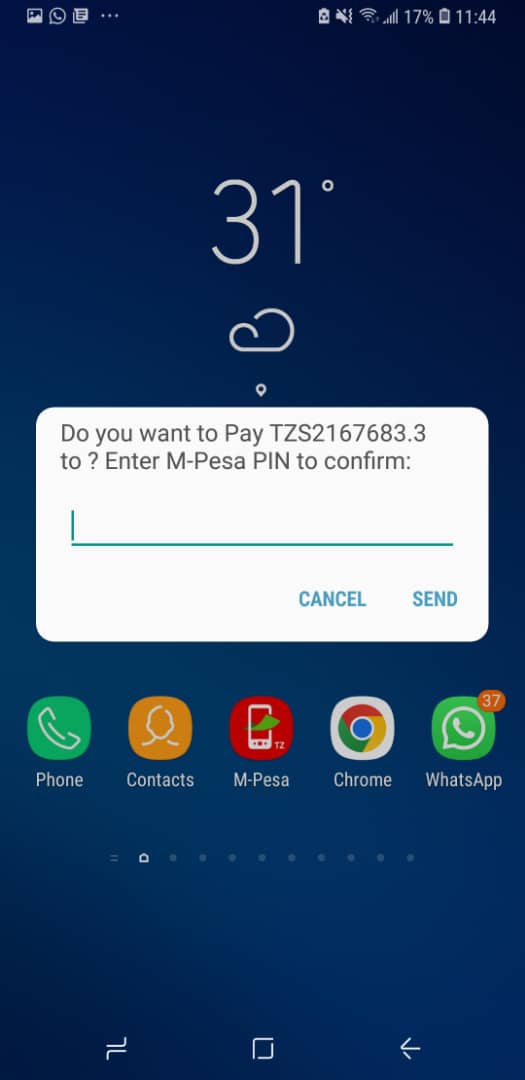 17% 11:44
31°
Do you want to Pay TZS2167683.3
to ? Enter M-Pesa PIN to confirm:
CANCEL SEND
37
TZ
Phone Contacts M-Pesa Chrome WhatsApp